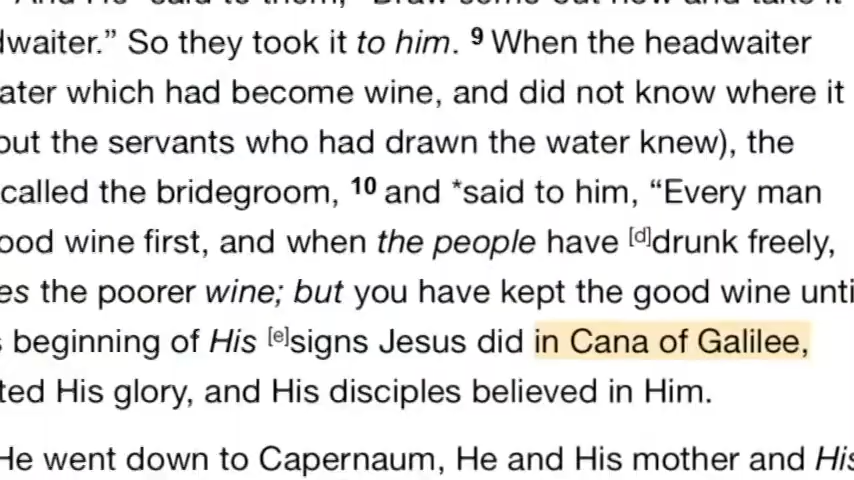 them,
dwaiter.” So they took it to him. 9 When the headwaiter
ater which had become wine, and did not know where it
out the servants who had drawn the water knew), the
called the bridegroom, 10 and *said to him, “Every man
ood wine first, and when the people have [d]drunk freely,
es the poorer wine; but you have kept the good wine unti
s beginning of His [e]signs Jesus did in Cana of Galilee,
ted His glory, and His disciples believed in Him.
He went down to Capernaum, He and His mother and His